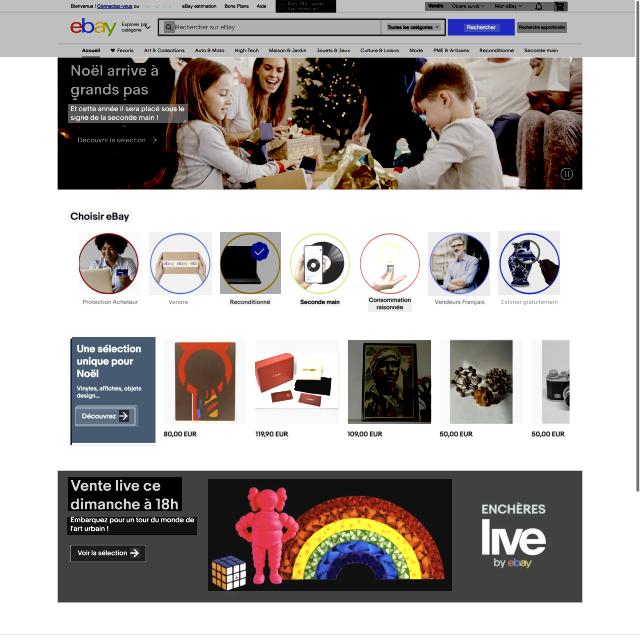 Bienvenue ! Connectez-vous ou
eBay estimation
Bons Plans
Aide
Vendre
Objets suivis
Mon eBay
ebay
Explorer par catégorie
Rechercher sur eBay
Toutes les catégories
Rechercher
Recherche approfondie
Accueil
Favoris
Art & Collections
Auto & Moto
High-Tech
Maison & Jardin
Jouets & Jeux
Culture & Loisirs
Mode
PME & Artisans
Reconditionné
Seconde main
Noël arrive à
grands pas
Et cette année il sera placé sous le
signe de la seconde main !
Découvrir la sélection
Choisir eBay
Protection Acheteur
Vendre
Reconditionné
Seconde main
Consommation
raisonnée
Vendeurs Français
Estimer gratuitement
Une sélection
unique pour
Noël
Vinyles, affiches, objets
design...
Découvrez
80,00 EUR
119,90 EUR
109,00 EUR
50,00 EUR
50,00 EUR
Vente live ce
dimanche à 18h
Embarquez pour un tour du monde de
l'art urbain !
Voir la sélection
ENCHÈRES
live
by ebay